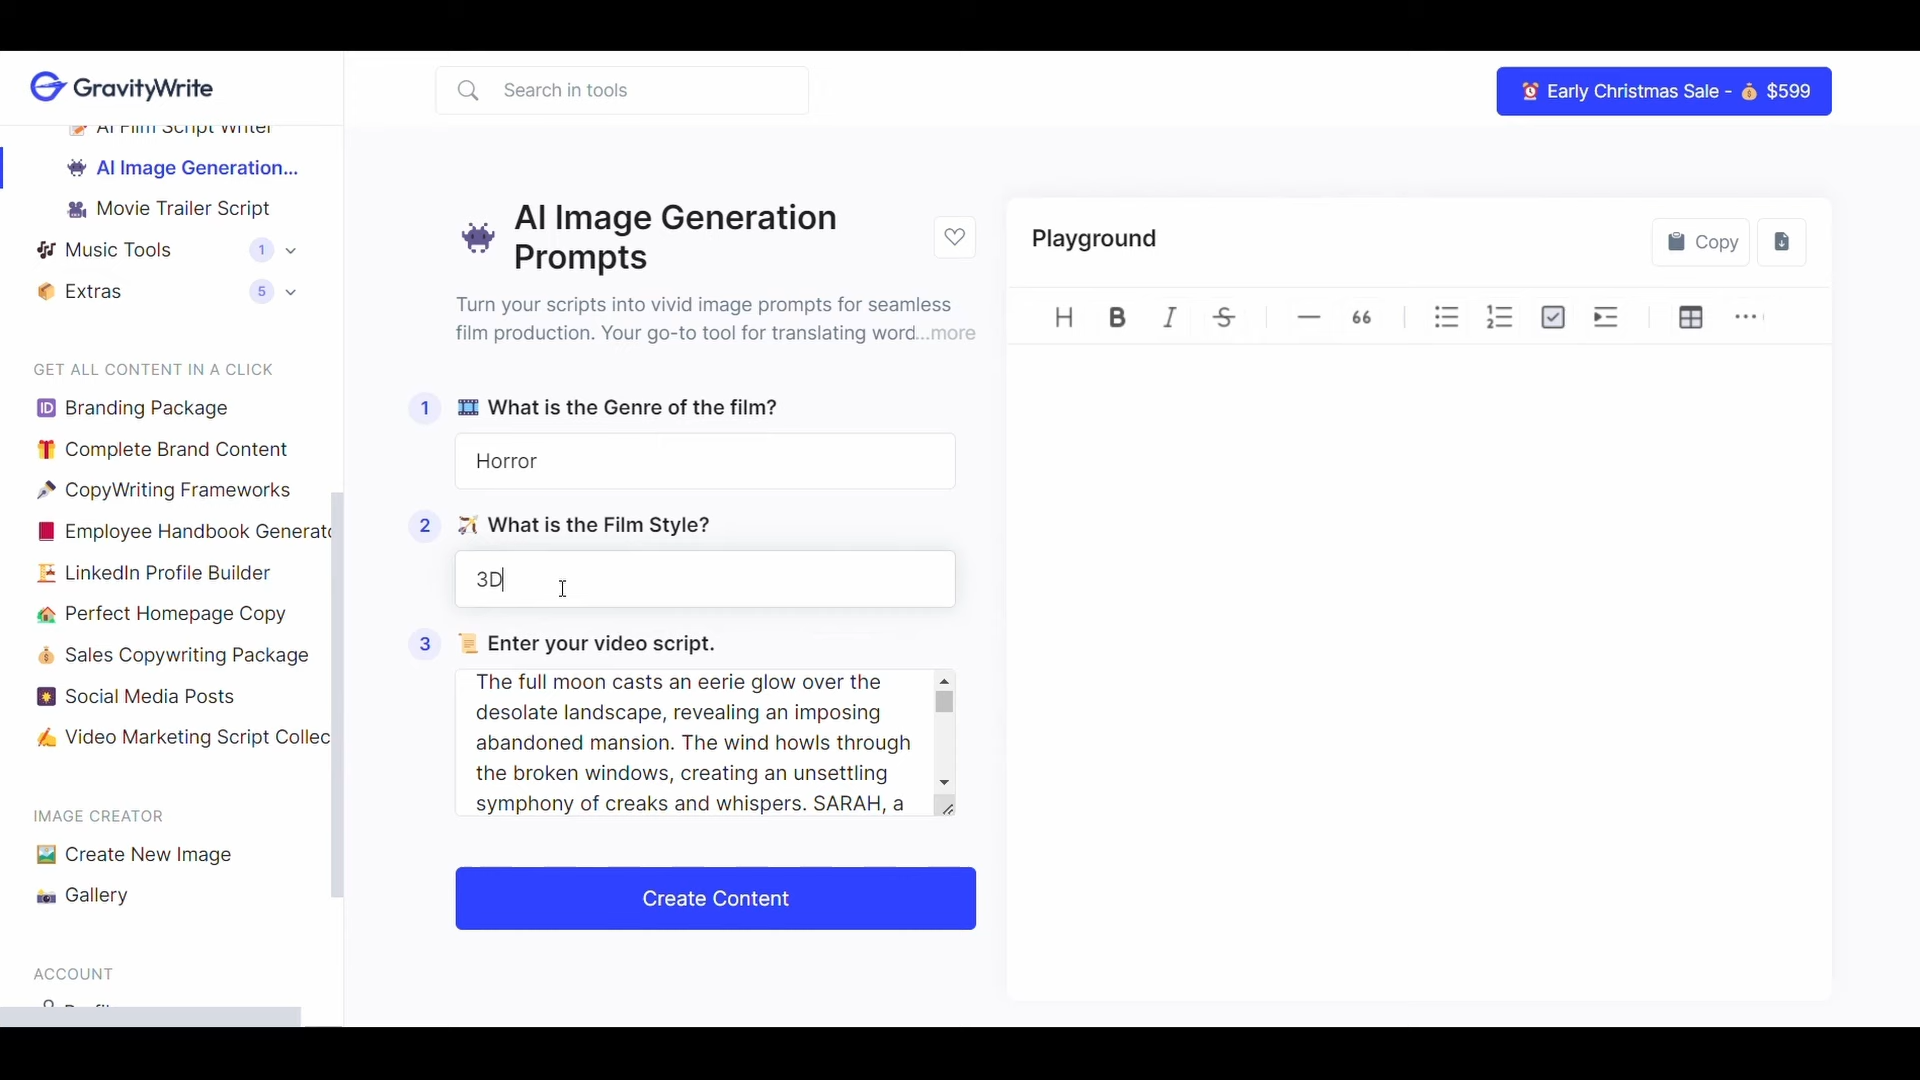 GravityWrite
Search in tools
Early Christmas Sale - $599
AI Film Script Writer
AI Image Generation...
Movie Trailer Script
Music Tools 1
Extras 5
GET ALL CONTENT IN A CLICK
Branding Package
Complete Brand Content
CopyWriting Frameworks
Employee Handbook Generato
LinkedIn Profile Builder
Perfect Homepage Copy
Sales Copywriting Package
Social Media Posts
Video Marketing Script Collec
IMAGE CREATOR
Create New Image
Gallery
ACCOUNT
AI Image Generation
Prompts
Turn your scripts into vivid image prompts for seamless
film production. Your go-to tool for translating word...more
1 What is the Genre of the film?
Horror
2 What is the Film Style?
3D
3 Enter your video script.
The full moon casts an eerie glow over the
desolate landscape, revealing an imposing
abandoned mansion. The wind howls through
the broken windows, creating an unsettling
symphony of creaks and whispers. SARAH, a
Create Content
Playground
Copy